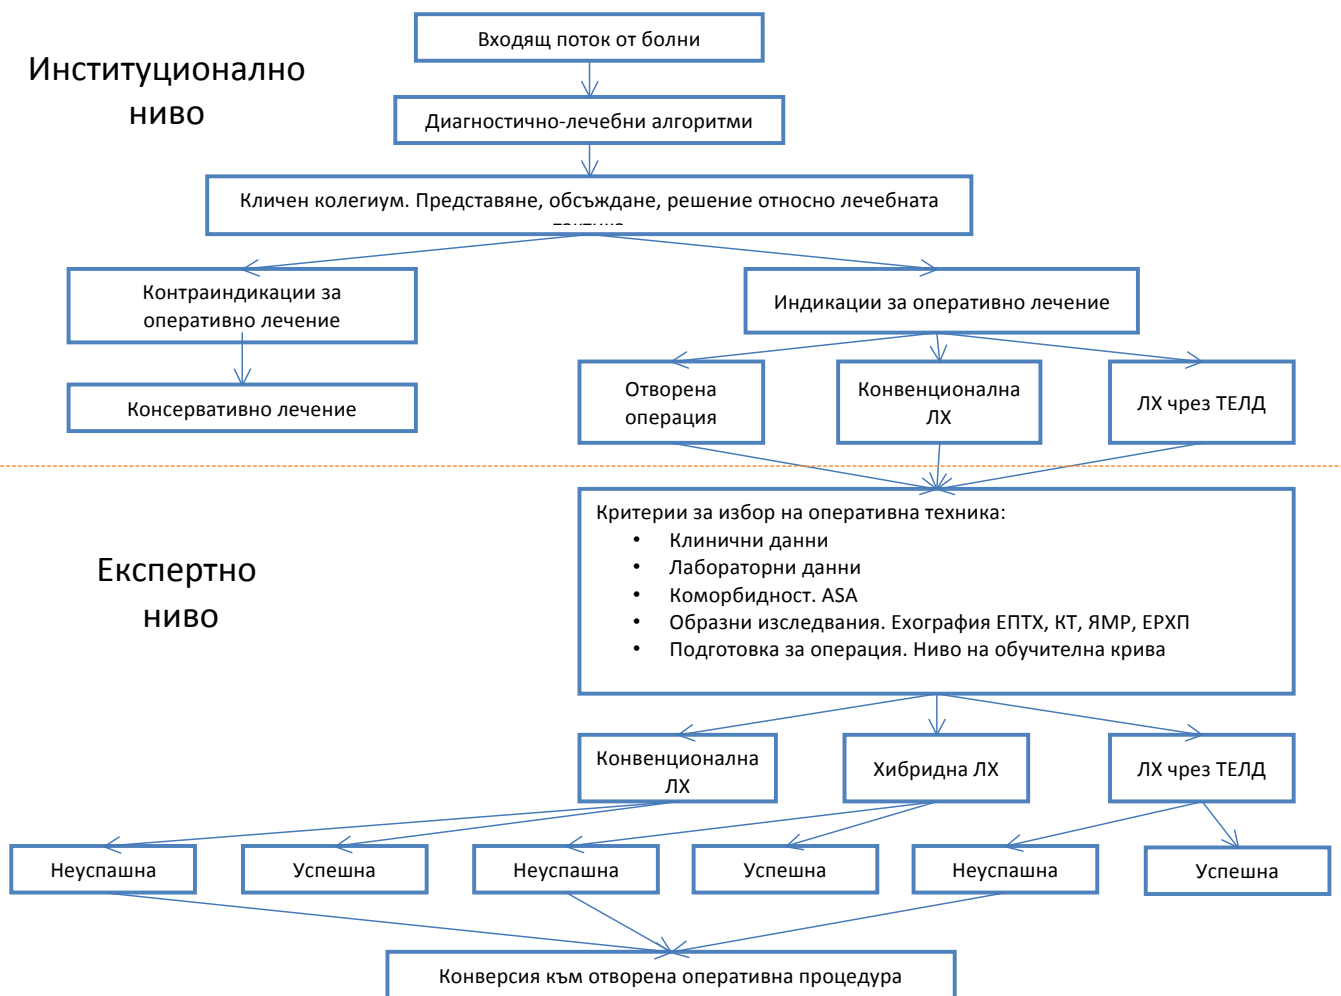 Входящ поток от болни
Институционално
ниво
Диагностично-лечебни алгоритми
Кличен колегиум. Представяне, обсъждане, решение относно лечебната
Контраиндикации за
оперативно лечение
Индикации за оперативно лечение
Консервативно лечение
Отворена
операция
Конвенционална
ЛХ
ЛХ чрез ТЕЛД
Експертно
ниво
Критерии за избор на оперативна техника:
• Клинични данни
• Лабораторни данни
• Коморбидност. ASA
• Образни изследвания. Ехография ЕПТХ, КТ, ЯМР, ЕРХП
• Подготовка за операция. Ниво на обучителна крива
Конвенционална
ЛХ
Хибридна ЛХ
ЛХ чрез ТЕЛД
Неуспашна
Успешна
Неуспашна
Успешна
Неуспашна
Успешна
Конверсия към отворена оперативна процедура